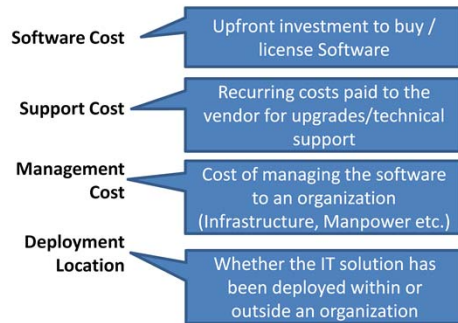 Software Cost
Upfront investment to buy /
license Software
Support Cost
Recurring costs paid to the
vendor for upgrades/technical
support
Management
Cost
Cost of managing the software
to an organization
(Infrastructure, Manpower etc.)
Deployment
Location
Whether the IT solution has
been deployed within or
outside an organization